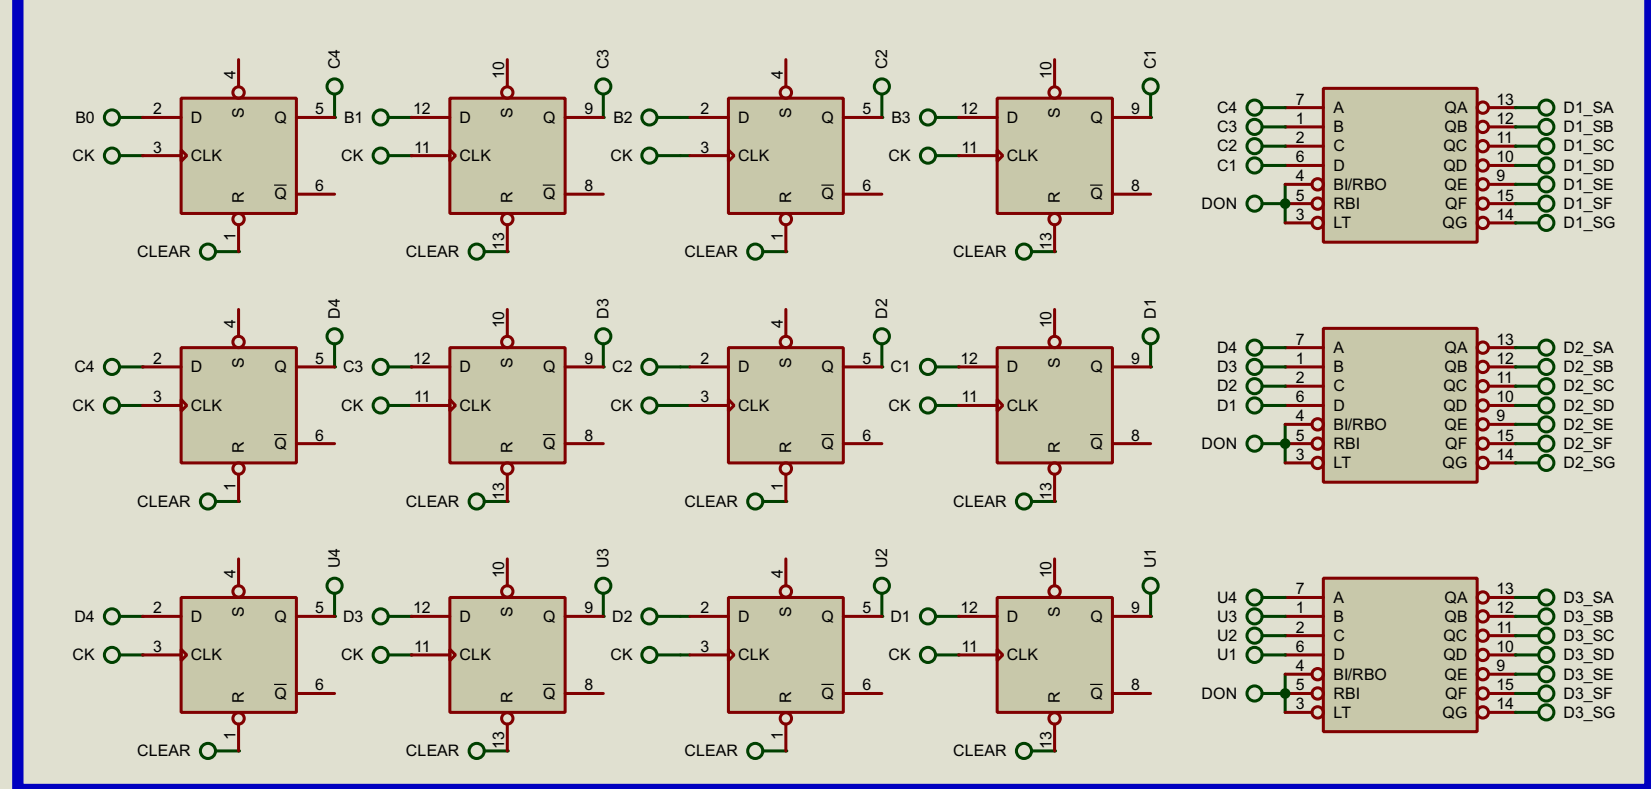 C4 C3 C2 C1
4 10 4 10
B0 2 D S Q 5 B1 12 D S Q 9 B2 2 D S Q 5 B3 12 D S Q 9
CK 3 CLK CK 11 CLK CK 3 CLK CK 11 CLK
R Q 6 R Q 8 R Q 6 R Q 8
1 13 1 13
CLEAR CLEAR CLEAR CLEAR
C4 7 A QA 13 D1_SA
C3 1 B QB 12 D1_SB
C2 2 C QC 11 D1_SC
C1 6 D QD 10 D1_SD
4 BI/RBO QE 9 D1_SE
DON 5 RBI QF 15 D1_SF
3 LT QG 14 D1_SG
D4 D3 D2 D1
4 10 4 10
C4 2 D S Q 5 C3 12 D S Q 9 C2 2 D S Q 5 C1 12 D S Q 9
CK 3 CLK CK 11 CLK CK 3 CLK CK 11 CLK
R Q 6 R Q 8 R Q 6 R Q 8
1 13 1 13
CLEAR CLEAR CLEAR CLEAR
D4 7 A QA 13 D2_SA
D3 1 B QB 12 D2_SB
D2 2 C QC 11 D2_SC
D1 6 D QD 10 D2_SD
4 BI/RBO QE 9 D2_SE
DON 5 RBI QF 15 D2_SF
3 LT QG 14 D2_SG
U4 U3 U2 U1
4 10 4 10
D4 2 D S Q 5 D3 12 D S Q 9 D2 2 D S Q 5 D1 12 D S Q 9
CK 3 CLK CK 11 CLK CK 3 CLK CK 11 CLK
R Q 6 R Q 8 R Q 6 R Q 8
1 13 1 13
CLEAR CLEAR CLEAR CLEAR
U4 7 A QA 13 D3_SA
U3 1 B QB 12 D3_SB
U2 2 C QC 11 D3_SC
U1 6 D QD 10 D3_SD
4 BI/RBO QE 9 D3_SE
DON 5 RBI QF 15 D3_SF
3 LT QG 14 D3_SG